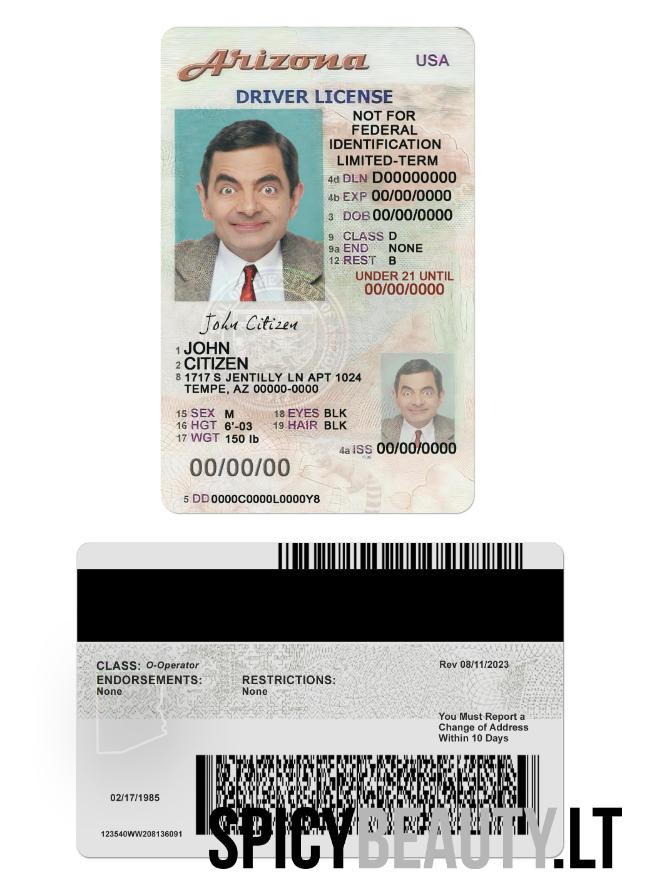 Arizona USA
DRIVER LICENSE
NOT FOR
FEDERAL
IDENTIFICATION
LIMITED-TERM
4d DLN D00000000
4b EXP 00/00/0000
3 DOB 00/00/0000
9 CLASS D
9a END NONE
12 REST B
UNDER 21 UNTIL
00/00/0000
John Citizen
1 JOHN
2 CITIZEN
8 1717 S JENTILLY LN APT 1024
TEMPE, AZ 00000-0000
15 SEX M 18 EYES BLK
16 HGT 6'-03 19 HAIR BLK
17 WGT 150 lb
4a ISS 00/00/0000
00/00/00
5 DD 0000C0000L0000Y8
CLASS: O-Operator Rev 08/11/2023
ENDORSEMENTS: RESTRICTIONS:
None None
You Must Report a
Change of Address
Within 10 Days
02/17/1985
123540WW208136091
SPICYBEAUTY.LT